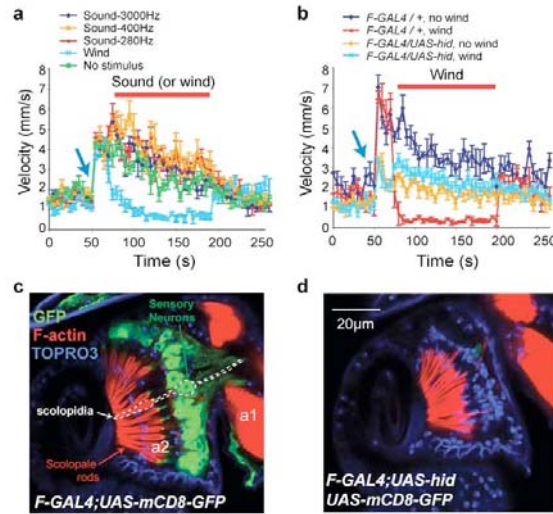 a
Sound-3000Hz
Sound-400Hz
Sound-280Hz
Wind
No stimulus
Sound (or wind)
Velocity (mm/s)
8
7
6
5
4
3
2
1
0
0 50 100 150 200 250
Time (s)
b
F-GAL4 / +, no wind
F-GAL4 / +, wind
F-GAL4/UAS-hid, no wind
F-GAL4/UAS-hid, wind
Wind
Velocity (mm/s)
8
7
6
5
4
3
2
1
0
0 50 100 150 200 250
Time (s)
c
GFP
F-actin
TOPRO3
Sensory
Neurons
scolopidia
a1
a2
Scolopale
rods
F-GAL4;UAS-mCD8-GFP
d
20µm
F-GAL4;UAS-hid
UAS-mCD8-GFP